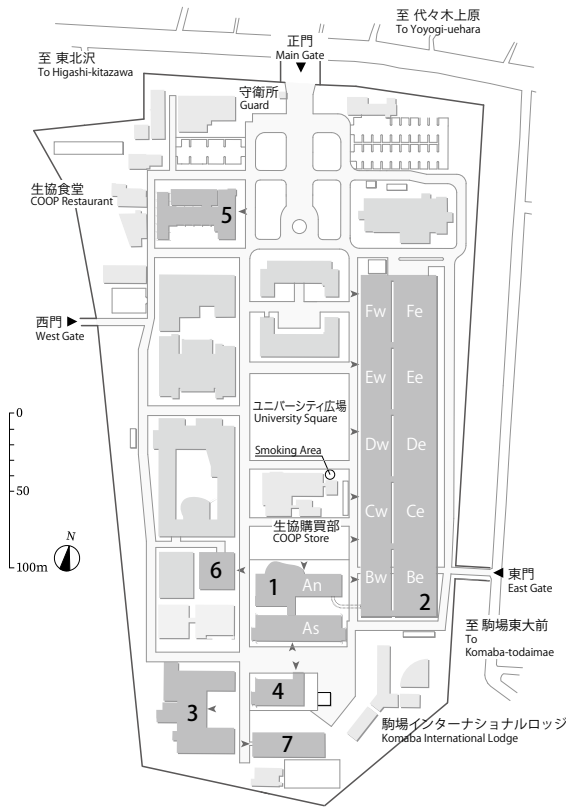 至 代々木上原
To Yoyogi-uehara
正門
Main Gate
至 東北沢
To Higashi-kitazawa
守衛所
Guard
生協食堂
COOP Restaurant
5
Fw
Fe
西門
West Gate
Ew
Ee
ユニバーシティ広場
University Square
0
Dw
De
Smoking Area
50
Cw
Ce
生協購買部
COOP Store
N
100m
6
1
An
Bw
Be
東門
East Gate
2
As
至 駒場東大前
To
Komaba-todaimae
4
3
駒場インターナショナルロッジ
Komaba International Lodge
7